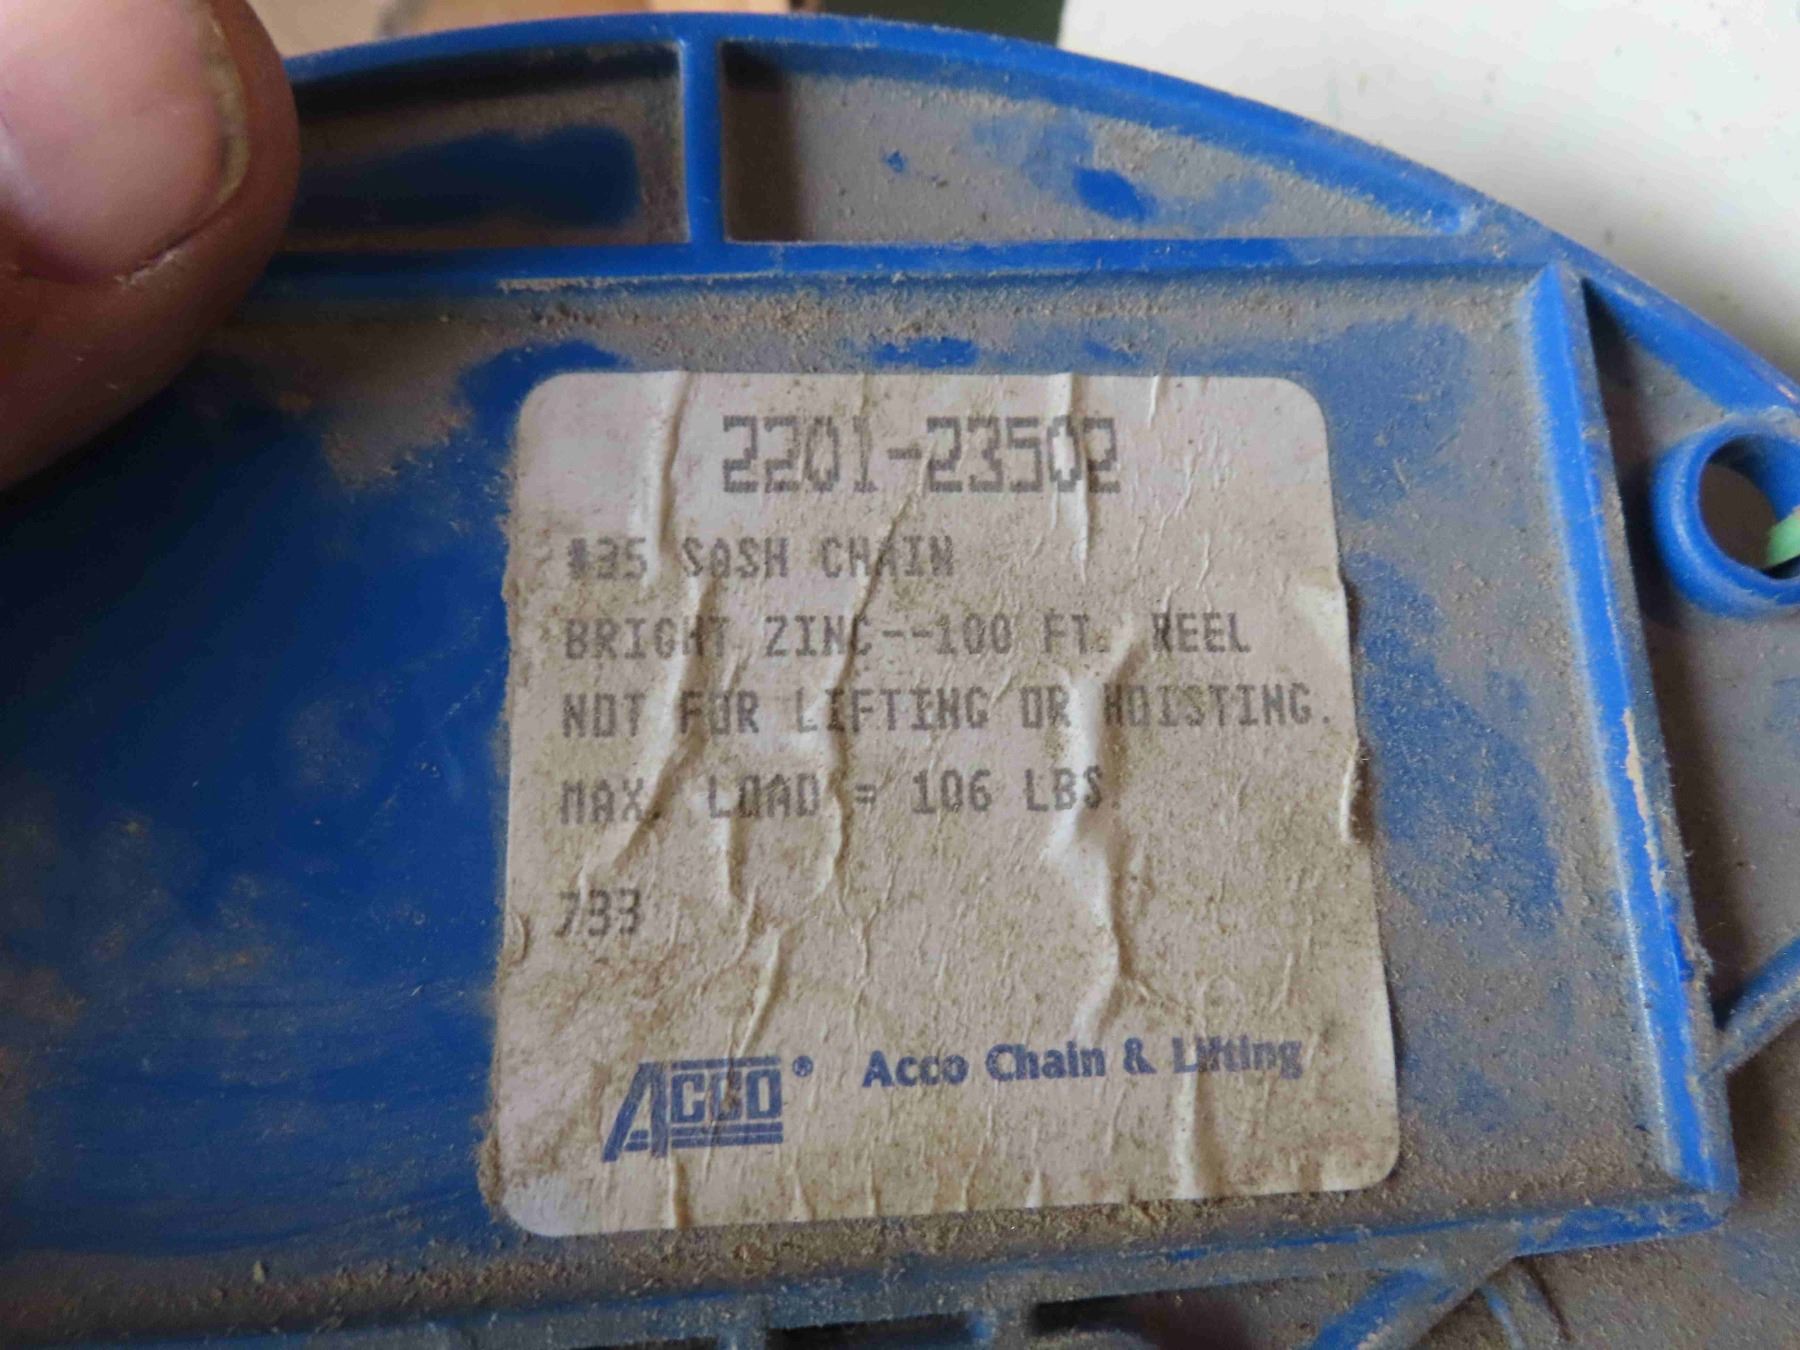 2201-23502
#35 SASH CHAIN
BRIGHT ZINC--100 FT. REEL
NOT FOR LIFTING OR HOISTING.
MAX. LOAD = 106 LBS.
733
ACCO® Acco Chain & Lifting